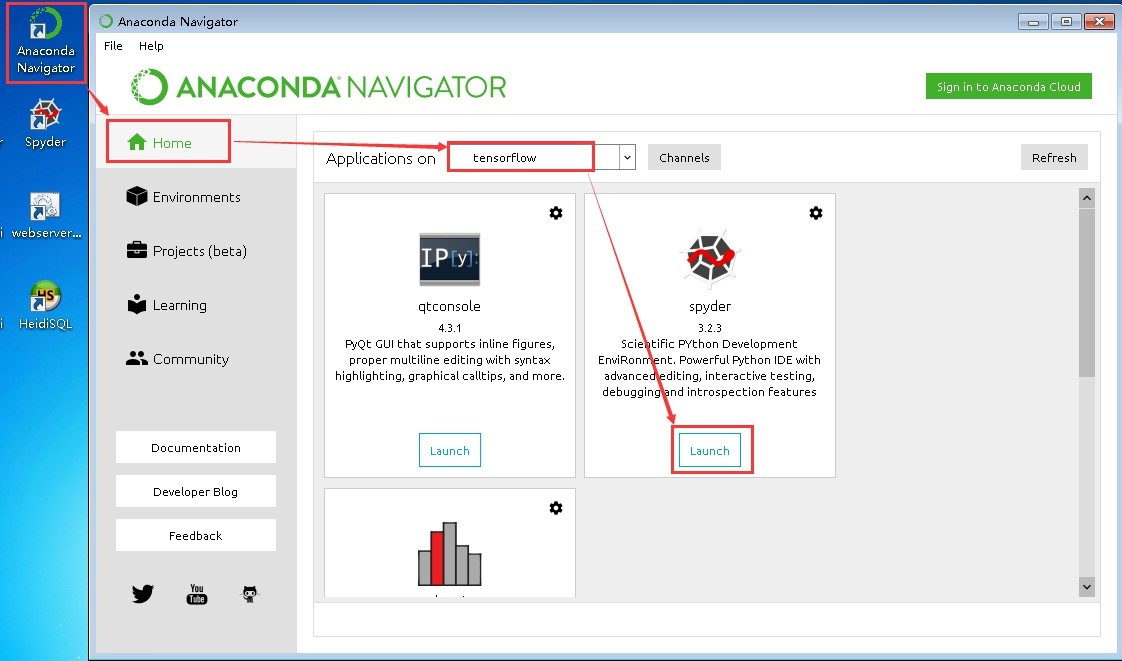 Anaconda
Navigator
Spyder
webserver...
HeidiSQL
Anaconda Navigator
File Help
ANACONDA NAVIGATOR
Sign in to Anaconda Cloud
Home
Environments
Projects (beta)
Learning
Community
Documentation
Developer Blog
Feedback
You
Tube
Applications on tensorflow Channels Refresh
IP[y]:
qtconsole
4.3.1
PyQt GUI that supports inline figures,
proper multiline editing with syntax
highlighting, graphical calltips, and more.
Launch
spyder
3.2.3
Scientific PYthon Development
EnviRonment. Powerful Python IDE with
advanced editing, interactive testing,
debugging and introspection features
Launch